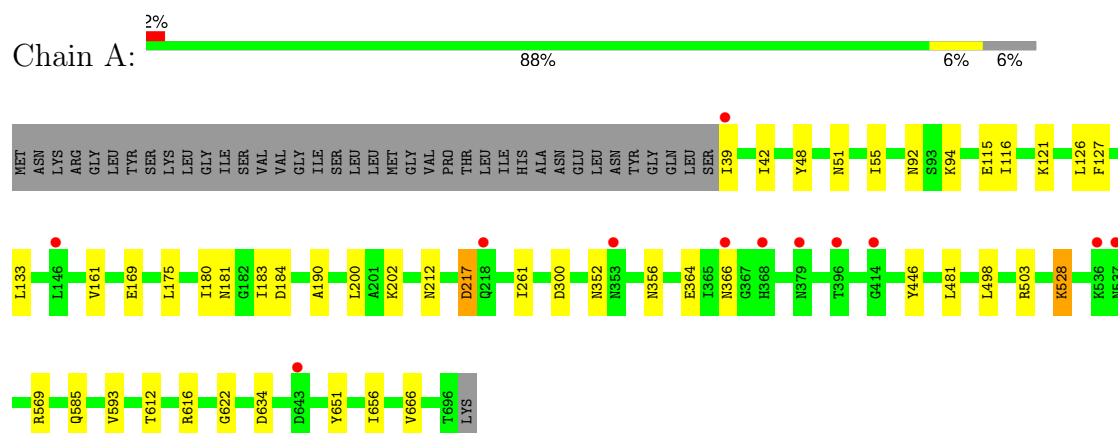 2%
Chain A:
88% 6% 6%
MET ASN LYS ARG GLY LEU TYR SER LYS LEU GLY ILE SER VAL VAL GLY ILE SER LEU LEU MET GLY VAL PRO THR LEU ILE HIS ALA ASN GLU LEU ASN TYR GLY GLN LEU SER I39 I42 Y48 N51 I55 N92 S93 K94 E115 I116 K121 L126 F127
L133 L146 V161 E169 L175 I180 N181 G182 I183 D184 A190 L200 A201 K202 N212 D217 Q218 I261 D300 N352 N353 N356 E364 I365 N366 G367 H368 N379 T396 G414 Y446 L481 L498 R503 K528 K536 N537
R569 Q585 V593 T612 R616 G622 D634 D643 Y651 I656 V666 T696 LYS